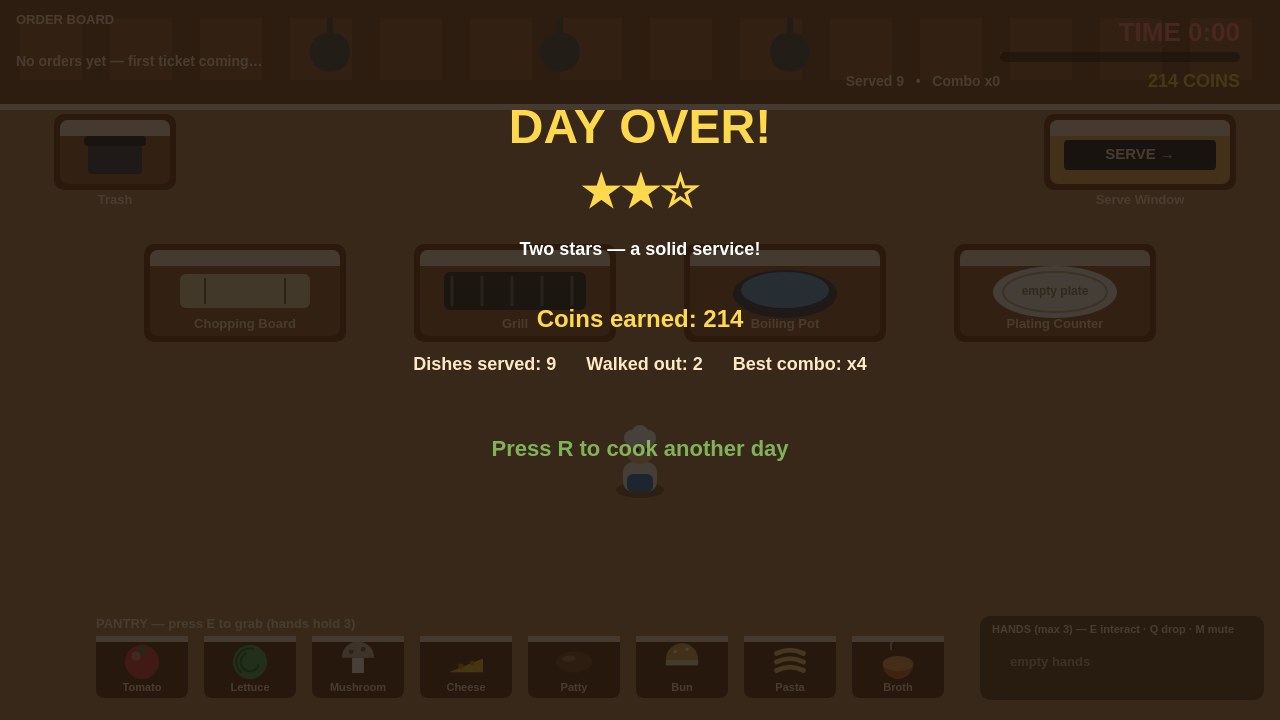 ORDER BOARD
TIME 0:00
No orders yet — first ticket coming…
Served 9 • Combo x0
214 COINS
DAY OVER!
★★☆
SERVE →
Trash
Serve Window
Two stars — a solid service!
empty plate
Chopping Board
Grill
Boiling Pot
Plating Counter
Coins earned: 214
Dishes served: 9 Walked out: 2 Best combo: x4
Press R to cook another day
PANTRY — press E to grab (hands hold 3)
HANDS (max 3) — E interact · Q drop · M mute
empty hands
Tomato
Lettuce
Mushroom
Cheese
Patty
Bun
Pasta
Broth